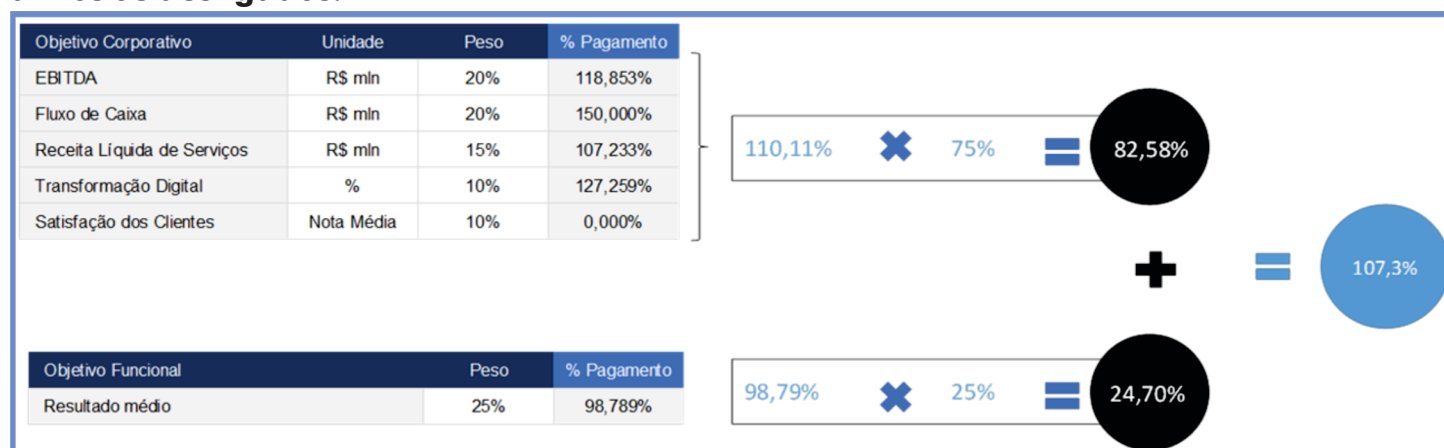 Objetivo Corporativo Unidade Peso % Pagamento
EBITDA R$ mln 20% 118,853%
Fluxo de Caixa R$ mln 20% 150,000%
Receita Líquida de Serviços R$ mln 15% 107,233%
Transformação Digital % 10% 127,259%
Satisfação dos Clientes Nota Média 10% 0,000%
110,11% ✖ 75% = 82,58%
+ = 107,3%
Objetivo Funcional Peso % Pagamento
Resultado médio 25% 98,789%
98,79% ✖ 25% = 24,70%